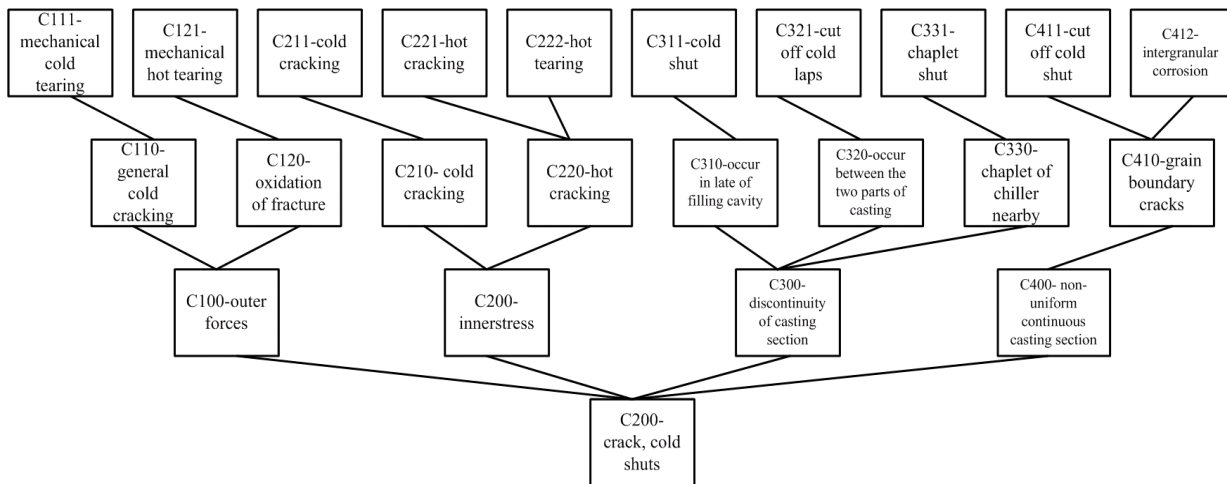 C111-
mechanical
cold
tearing
C121-
mechanical
hot tearing
C211-cold
cracking
C221-hot
cracking
C222-hot
tearing
C311-cold
shut
C321-cut
off cold
laps
C331-
chaplet
shut
C411-cut
off cold
shut
C412-
intergranular
corrosion
C110-
general
cold
cracking
C120-
oxidation
of fracture
C210- cold
cracking
C220-hot
cracking
C310-occur
in late of
filling cavity
C320-occur
between the
two parts of
casting
C330-
chaplet of
chiller
nearby
C410-grain
boundary
cracks
C100-outer
forces
C200-
innerstress
C300-
discontinuity
of casting
section
C400- non-
uniform
continuous
casting section
C200-
crack, cold
shuts